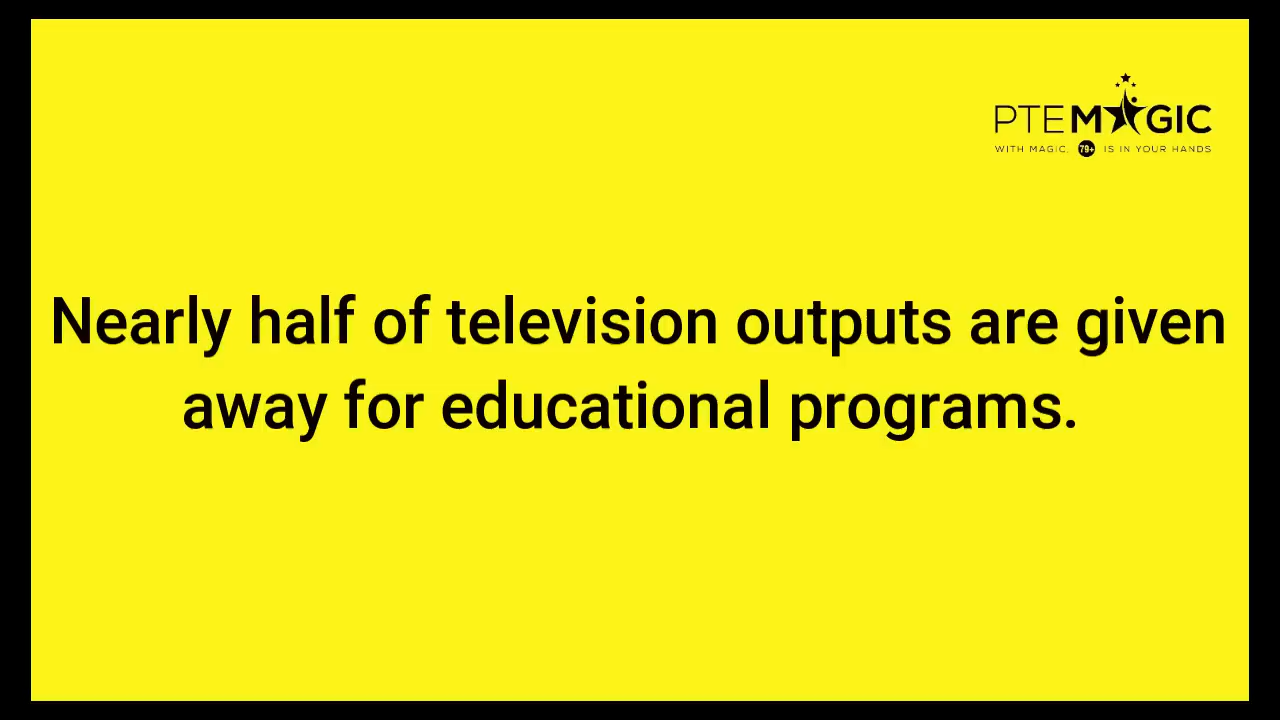 PTEMAGIC
WITH MAGIC, 79+ IS IN YOUR HANDS
Nearly half of television outputs are given
away for educational programs.